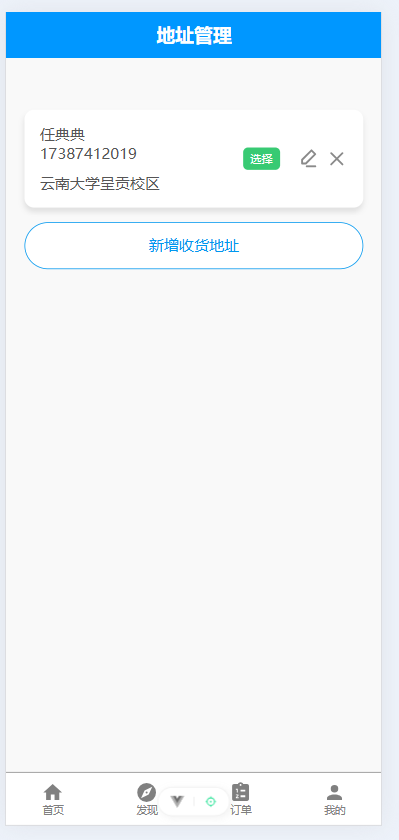 地址管理
任典典
17387412019
选择
云南大学呈贡校区
新增收货地址
首页
发现
订单
我的